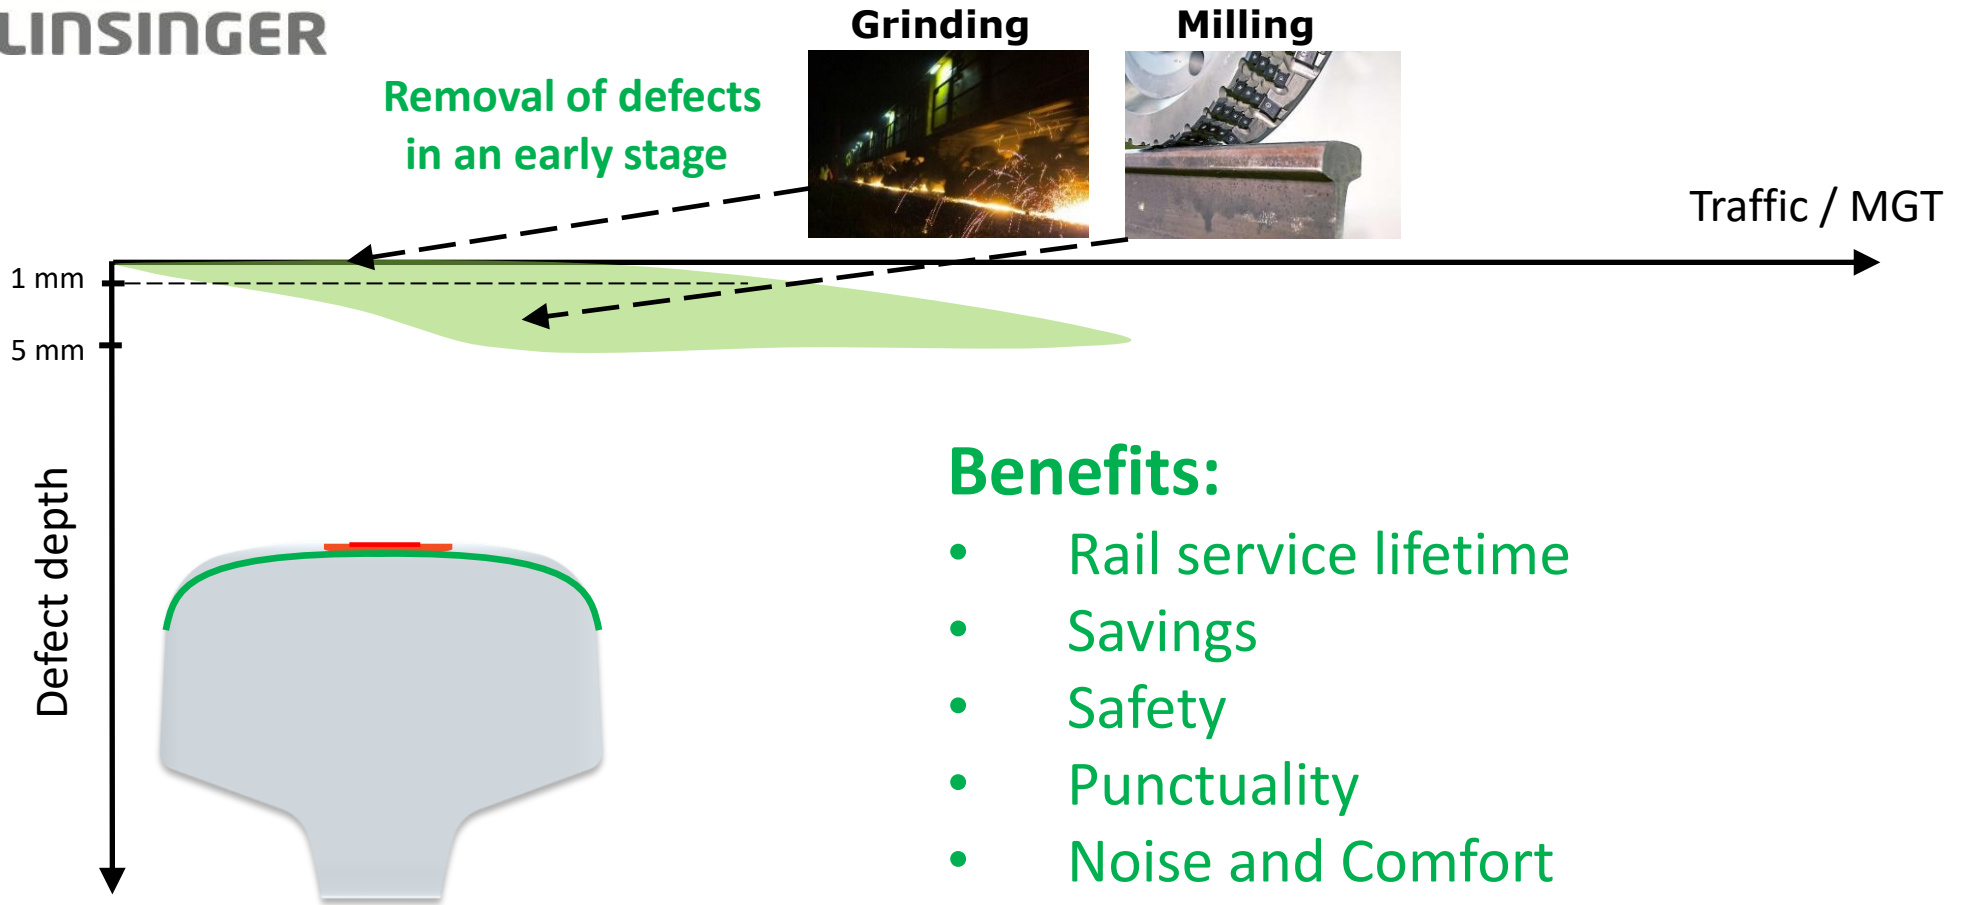 LINSINGER
Grinding
Milling
Removal of defects
in an early stage
Traffic / MGT
1 mm
5 mm
Defect depth
Benefits:
• Rail service lifetime
• Savings
• Safety
• Punctuality
• Noise and Comfort